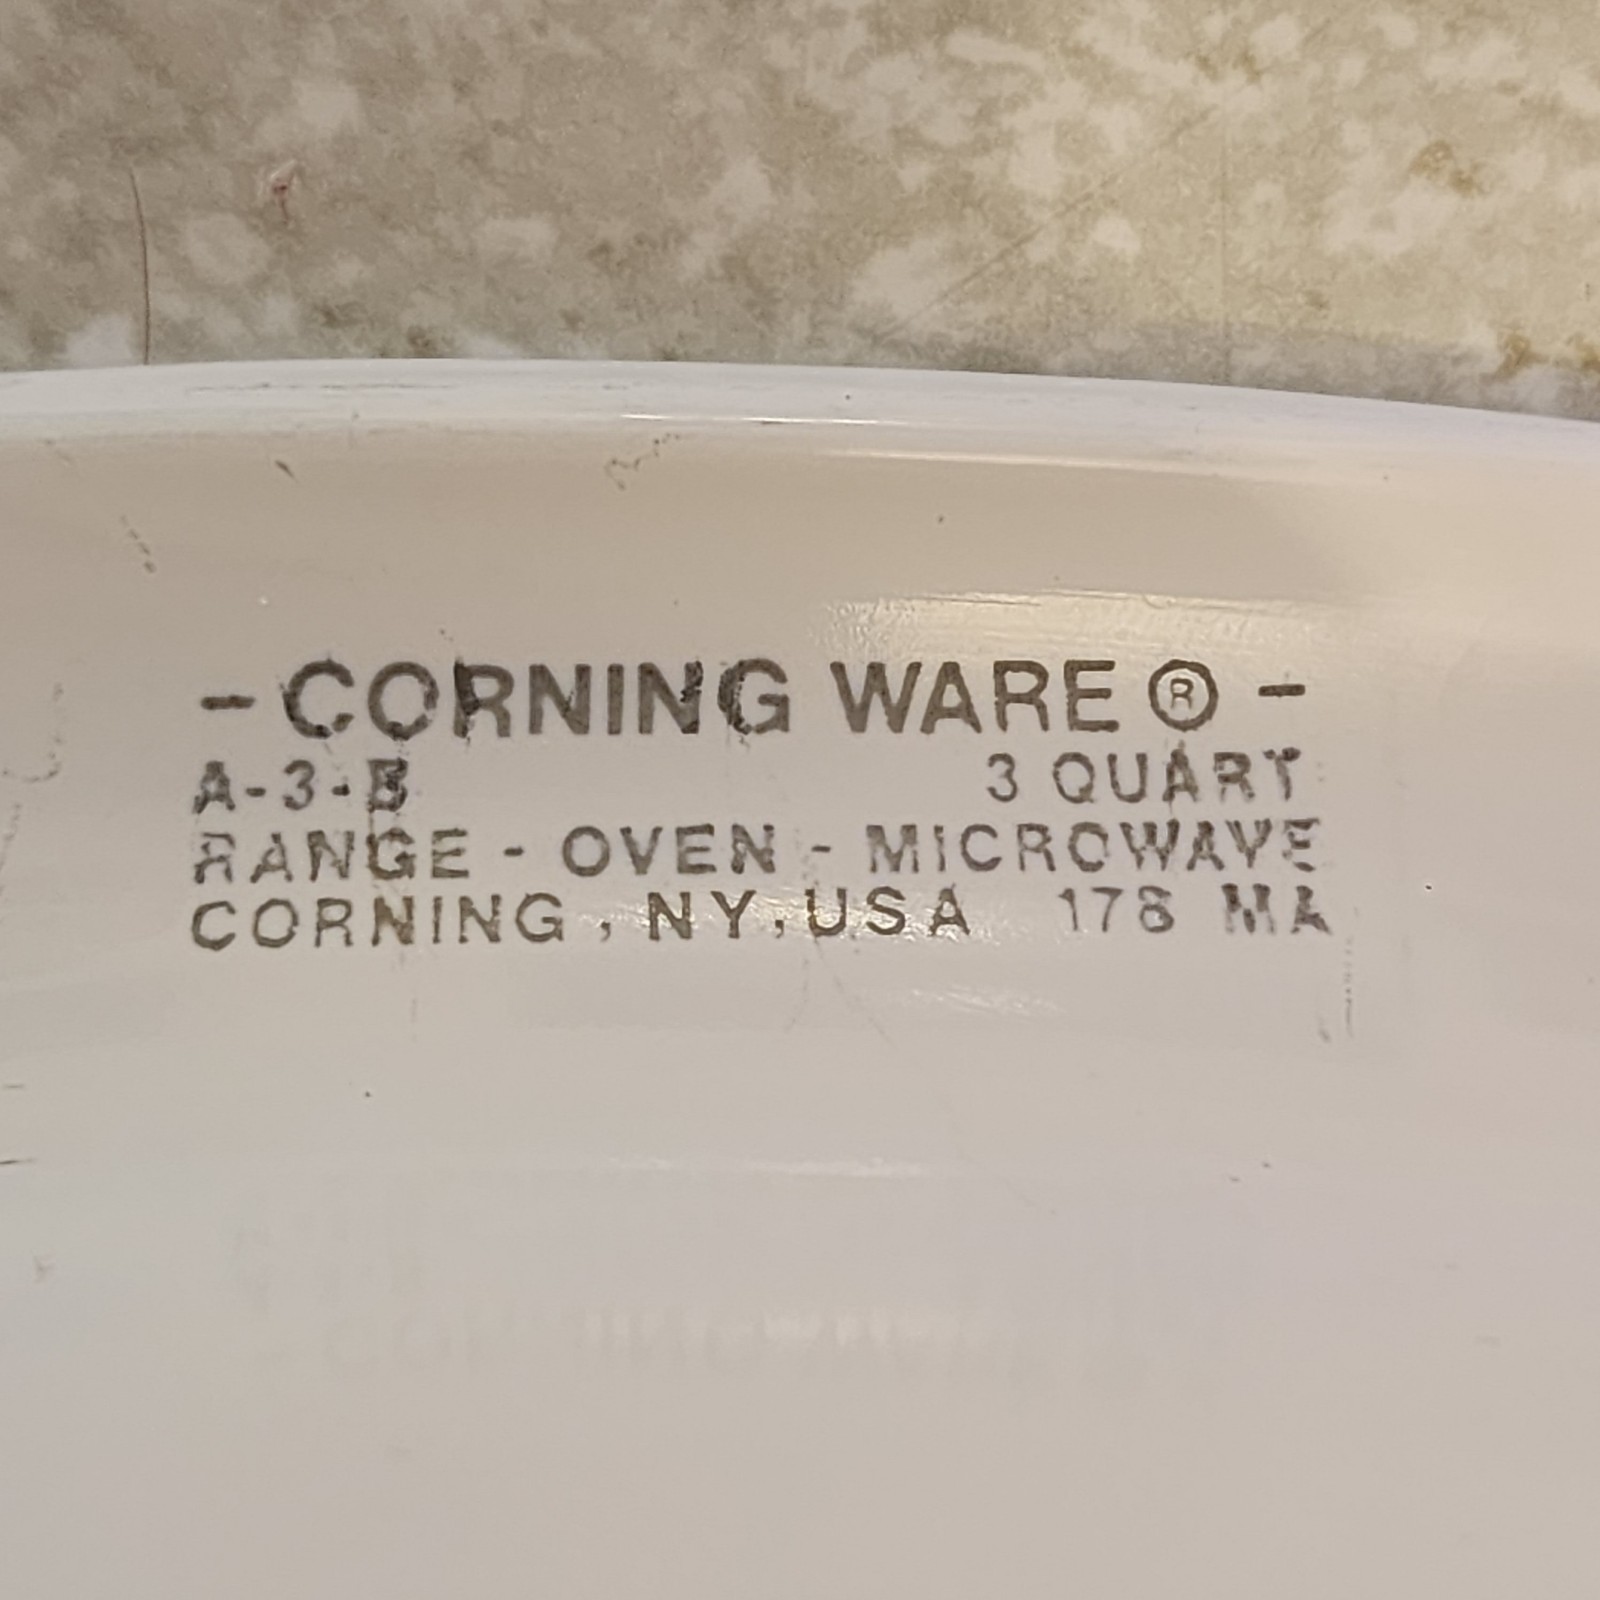 - CORNING WARE ® -
A-3-B 3 QUART
RANGE - OVEN - MICROWAVE
CORNING, NY, USA 178 MA